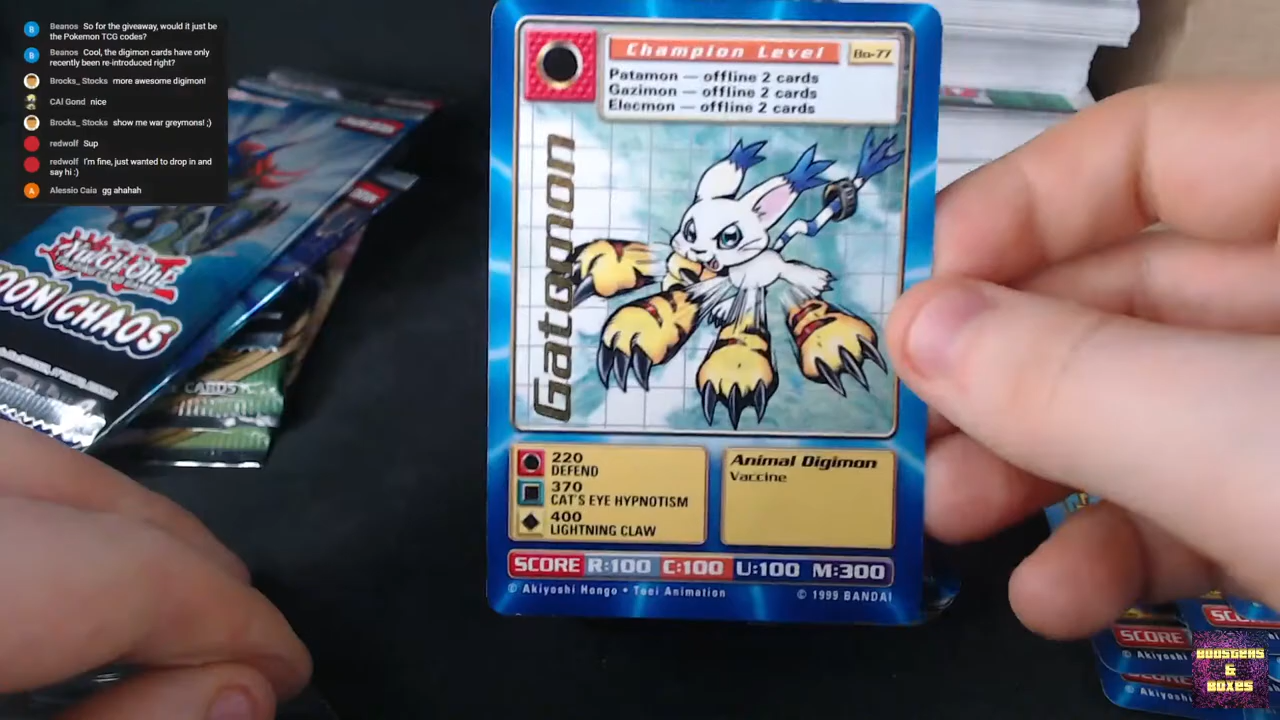 Beanos So for the giveaway, would it just be
the Pokemon TCG codes?
Beanos Cool, the digimon cards have only
recently been re-introduced right?
Brocks_Stocks more awesome digimon!
CAl Gond nice
Brocks_Stocks show me war greymons! ;)
redwolf Sup
redwolf I'm fine, just wanted to drop in and
say hi :)
Alessio Caia gg ahahah
YU-GI-OH!
CHAOS
CARDS
Champion Level
Bo-77
Patamon — offline 2 cards
Gazimon — offline 2 cards
Elecmon — offline 2 cards
Gatomon
220
DEFEND
370
CAT'S EYE HYPNOTISM
400
LIGHTNING CLAW
Animal Digimon
Vaccine
SCORE R:100 C:100 U:100 M:300
© Akiyoshi Hongo • Toei Animation © 1999 BANDAI
SCORE
© Akiyoshi
© Akiyoshi
BOOSTERS
&
BOXES